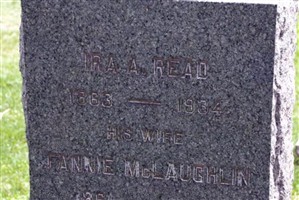 IRA A. READ
1863 — 1934
HIS WIFE
FANNIE McLAUGHLIN